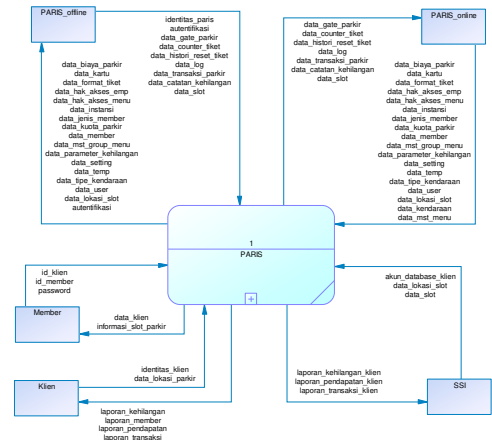 PARIS_offline
identitas_paris
autentifikasi
data_gate_parkir
data_counter_tiket
data_histori_reset_tiket
data_log
data_transaksi_parkir
data_catatan_kehilangan
data_slot
data_biaya_parkir
data_kartu
data_format_tiket
data_hak_akses_emp
data_hak_akses_menu
data_instansi
data_jenis_member
data_kuota_parkir
data_member
data_mst_group_menu
data_parameter_kehilangan
data_setting
data_temp
data_tipe_kendaraan
data_user
data_lokasi_slot
autentifikasi
PARIS_online
data_gate_parkir
data_counter_tiket
data_histori_reset_tiket
data_log
data_transaksi_parkir
data_catatan_kehilangan
data_slot
data_biaya_parkir
data_kartu
data_format_tiket
data_hak_akses_emp
data_hak_akses_menu
data_instansi
data_jenis_member
data_kuota_parkir
data_member
data_mst_group_menu
data_parameter_kehilangan
data_setting
data_temp
data_tipe_kendaraan
data_user
data_lokasi_slot
data_kendaraan
data_mst_menu
1
PARIS
id_klien
id_member
password
Member
data_klien
informasi_slot_parkir
akun_database_klien
data_lokasi_slot
data_slot
identitas_klien
data_lokasi_parkir
Klien
laporan_kehilangan
laporan_member
laporan_pendapatan
laporan_transaksi
laporan_kehilangan_klien
laporan_pendapatan_klien
laporan_transaksi_klien
SSI